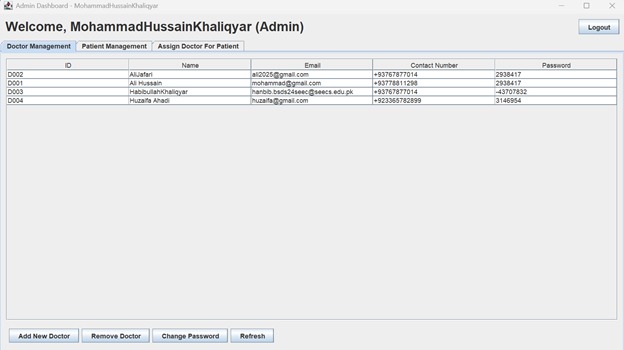 Admin Dashboard - MohammadHussainKhaliqyar
Welcome, MohammadHussainKhaliqyar (Admin)
Logout
Doctor Management Patient Management Assign Doctor For Patient
ID Name Email Contact Number Password
D002 AliJafari ali2025@gmail.com +93767877014 2938417
D001 Ali Hussain mohammad@gmail.com +93778811298 2938417
D003 HabibullahKhaliqyar hanbib.bsds24seec@seecs.edu.pk +93767877014 -43707832
D004 Huzaifa Ahadi huzaifa@gmail.com +923365782899 3146954
Add New Doctor Remove Doctor Change Password Refresh